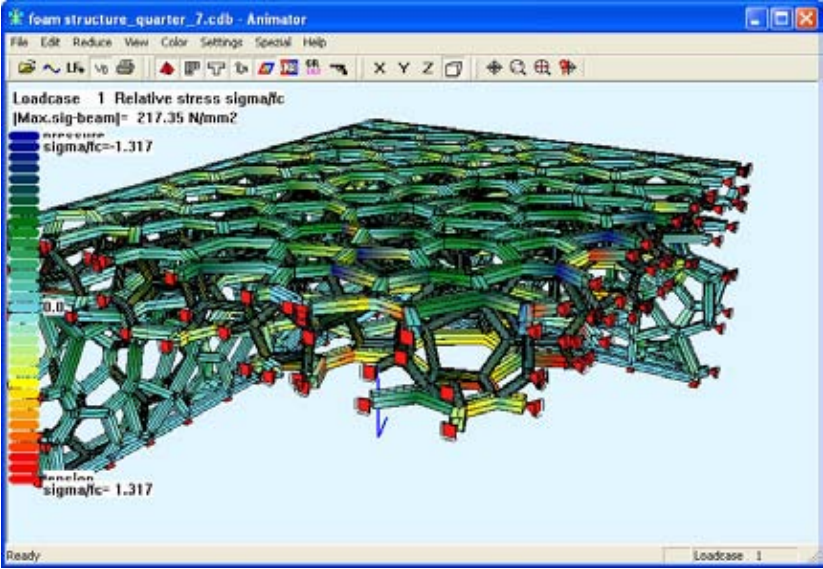 foam structure_quarter_7.cdb - Animator
File Edit Reduce View Color Settings Spezial Help
X Y Z
Loadcase 1 Relative stress sigma/fc
|Max.sig-beam|= 217.35 N/mm2
pressure
sigma/fc=-1.317
0.0
tension
sigma/fc= 1.317
Ready
Loadcase 1